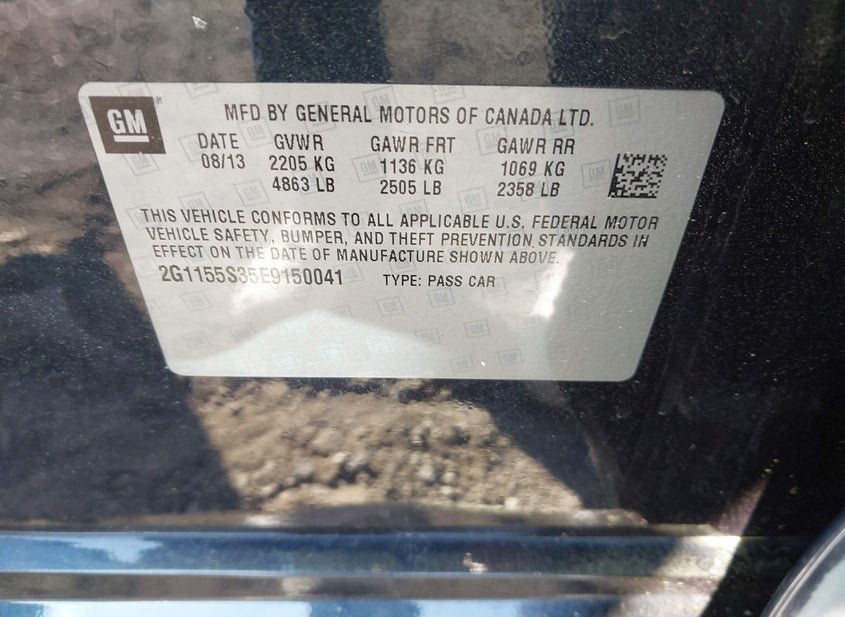 GM
MFD BY GENERAL MOTORS OF CANADA LTD.
DATE GVWR GAWR FRT GAWR RR
08/13 2205 KG 1136 KG 1069 KG
4863 LB 2505 LB 2358 LB
THIS VEHICLE CONFORMS TO ALL APPLICABLE U.S. FEDERAL MOTOR
VEHICLE SAFETY, BUMPER, AND THEFT PREVENTION STANDARDS IN
EFFECT ON THE DATE OF MANUFACTURE SHOWN ABOVE.
2G1155S35E9150041 TYPE: PASS CAR